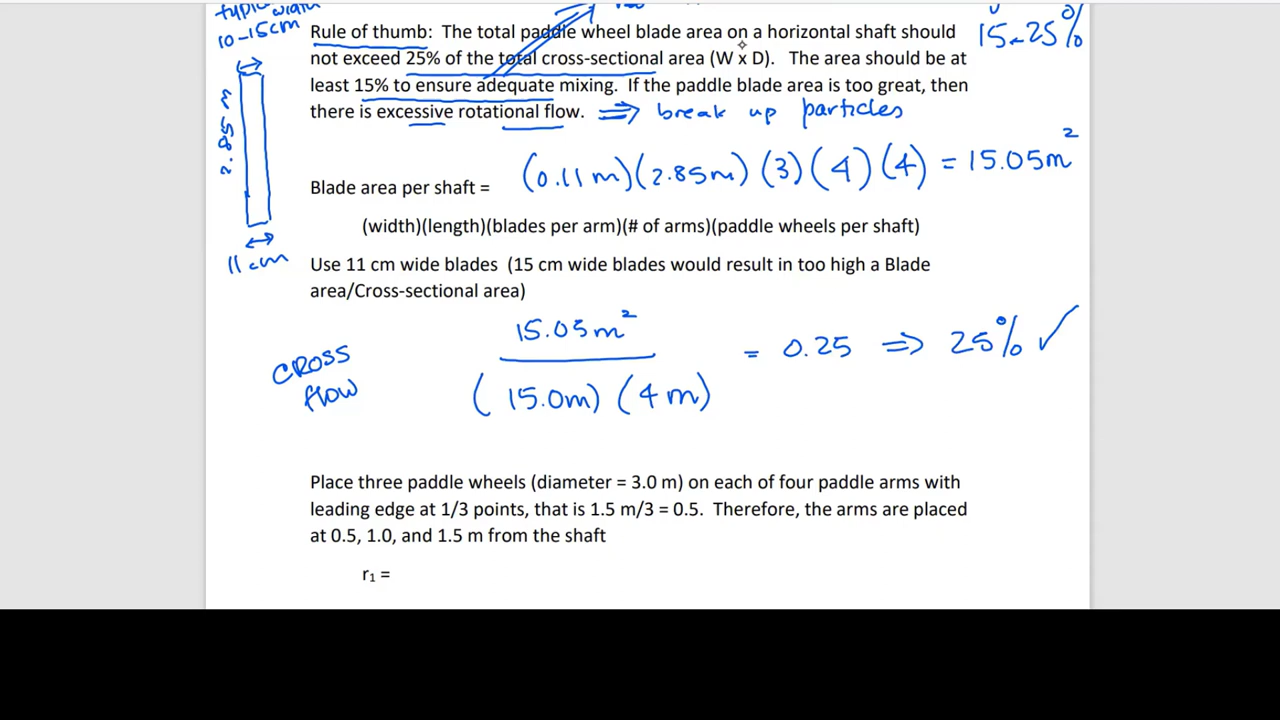 width
10-15cm
15-25%
Rule of thumb: The total paddle wheel blade area on a horizontal shaft should
not exceed 25% of the total cross-sectional area (W x D). The area should be at
least 15% to ensure adequate mixing. If the paddle blade area is too great, then
there is excessive rotational flow. ⇒ break up particles
2.85 m
11 cm
Blade area per shaft = (0.11 m)(2.85m)(3)(4)(4) = 15.05m²
(width)(length)(blades per arm)(# of arms)(paddle wheels per shaft)
Use 11 cm wide blades (15 cm wide blades would result in too high a Blade
area/Cross-sectional area)
CROSS
flow
15.05m²
(15.0m)(4m)
= 0.25 ⇒ 25% ✓
Place three paddle wheels (diameter = 3.0 m) on each of four paddle arms with
leading edge at 1/3 points, that is 1.5 m/3 = 0.5. Therefore, the arms are placed
at 0.5, 1.0, and 1.5 m from the shaft
r₁ =